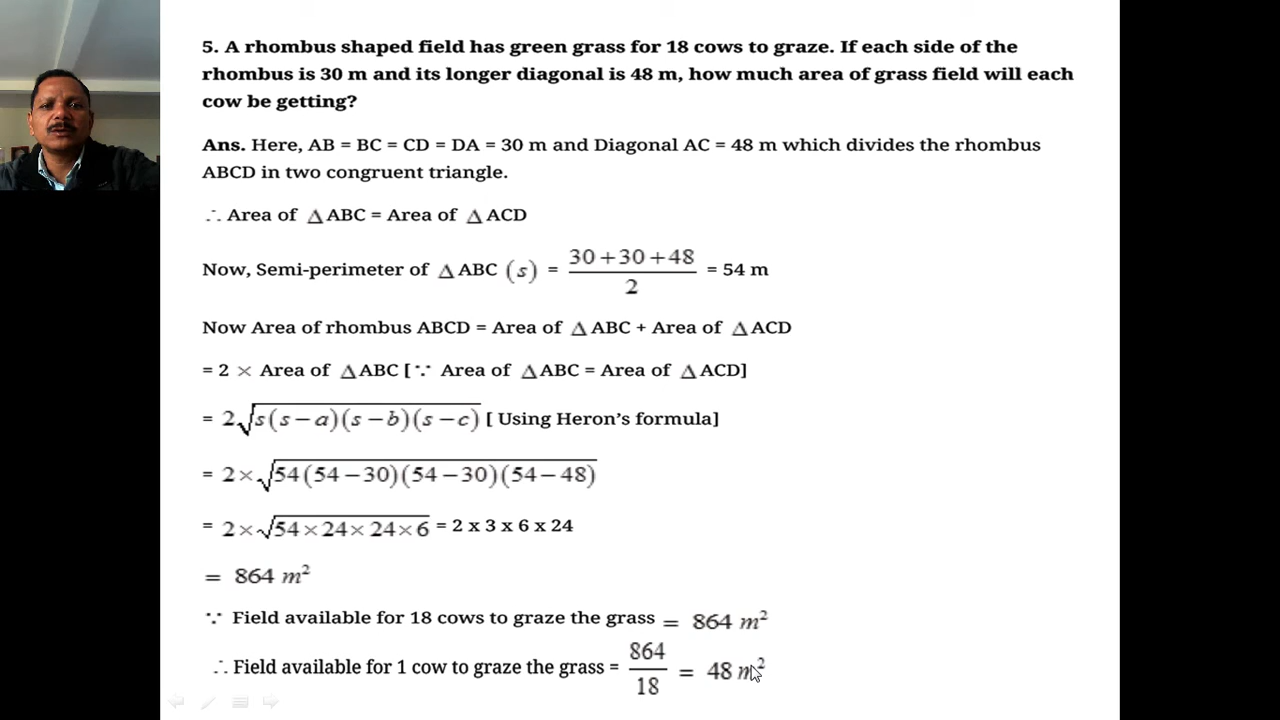 5. A rhombus shaped field has green grass for 18 cows to graze. If each side of the
rhombus is 30 m and its longer diagonal is 48 m, how much area of grass field will each
cow be getting?
Ans. Here, AB = BC = CD = DA = 30 m and Diagonal AC = 48 m which divides the rhombus
ABCD in two congruent triangle.
∴ Area of △ABC = Area of △ACD
Now, Semi-perimeter of △ABC (s) = (30+30+48)/2 = 54 m
Now Area of rhombus ABCD = Area of △ABC + Area of △ACD
= 2 × Area of △ABC [∵ Area of △ABC = Area of △ACD]
= 2√s(s−a)(s−b)(s−c) [ Using Heron’s formula]
= 2×√54(54−30)(54−30)(54−48)
= 2×√54×24×24×6 = 2 x 3 x 6 x 24
= 864 m²
∵ Field available for 18 cows to graze the grass = 864 m²
∴ Field available for 1 cow to graze the grass = 864/18 = 48 m²